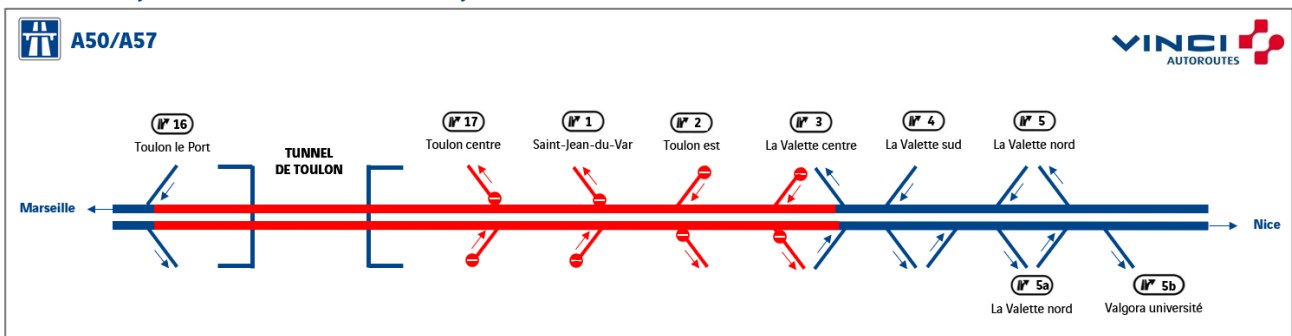 A50/A57
VINCI
AUTOROUTES
16
Toulon le Port
TUNNEL
DE TOULON
17
Toulon centre
1
Saint-Jean-du-Var
2
Toulon est
3
La Valette centre
4
La Valette sud
5
La Valette nord
Marseille
Nice
5a
La Valette nord
5b
Valgora université